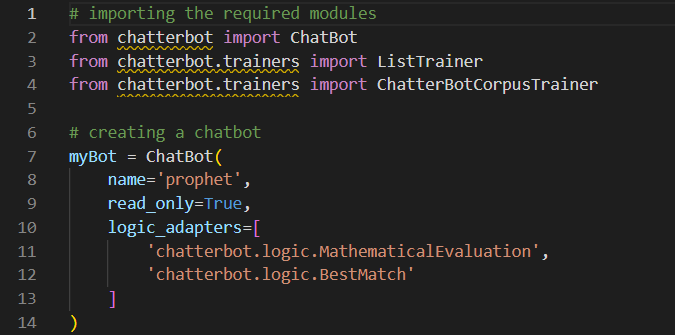 1 # importing the required modules
2 from chatterbot import ChatBot
3 from chatterbot.trainers import ListTrainer
4 from chatterbot.trainers import ChatterBotCorpusTrainer
5
6 # creating a chatbot
7 myBot = ChatBot(
8     name='prophet',
9     read_only=True,
10     logic_adapters=[
11         'chatterbot.logic.MathematicalEvaluation',
12         'chatterbot.logic.BestMatch'
13     ]
14 )